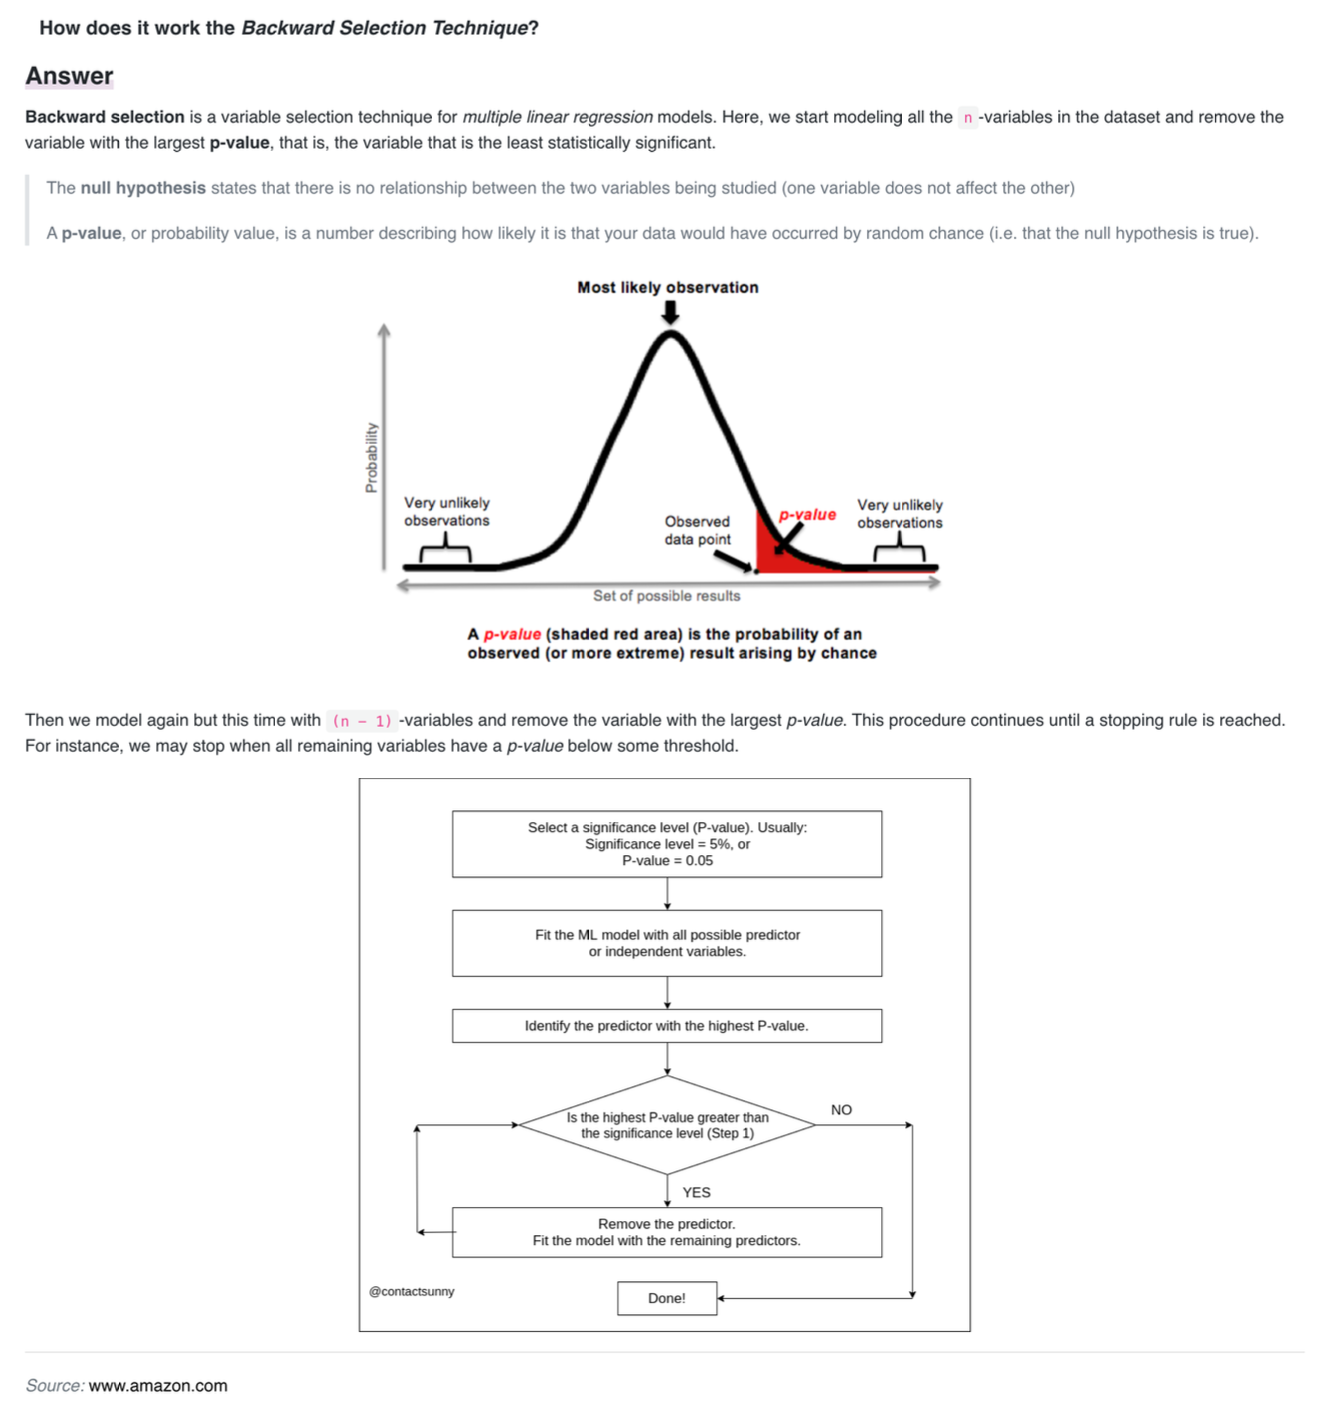 How does it work the Backward Selection Technique?
Answer
Backward selection is a variable selection technique for multiple linear regression models. Here, we start modeling all the n -variables in the dataset and remove the
variable with the largest p-value, that is, the variable that is the least statistically significant.
The null hypothesis states that there is no relationship between the two variables being studied (one variable does not affect the other)
A p-value, or probability value, is a number describing how likely it is that your data would have occurred by random chance (i.e. that the null hypothesis is true).
Most likely observation
Probability
Very unlikely
observations
Observed
data point
p-value
Very unlikely
observations
Set of possible results
A p-value (shaded red area) is the probability of an
observed (or more extreme) result arising by chance
Then we model again but this time with (n - 1) -variables and remove the variable with the largest p-value. This procedure continues until a stopping rule is reached.
For instance, we may stop when all remaining variables have a p-value below some threshold.
Select a significance level (P-value). Usually:
Significance level = 5%, or
P-value = 0.05
Fit the ML model with all possible predictor
or independent variables.
Identify the predictor with the highest P-value.
Is the highest P-value greater than
the significance level (Step 1)
NO
YES
Remove the predictor.
Fit the model with the remaining predictors.
@contactsunny
Done!
Source: www.amazon.com